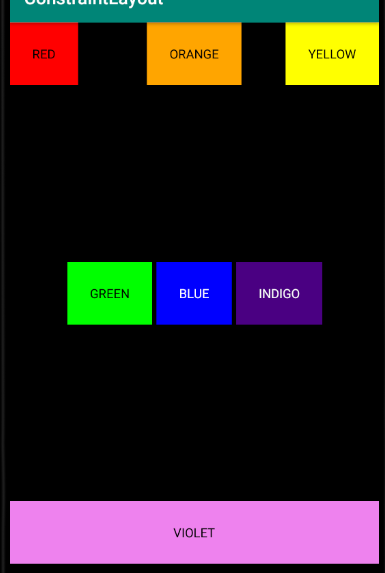 ConstraintLayout
RED
ORANGE
YELLOW
GREEN
BLUE
INDIGO
VIOLET